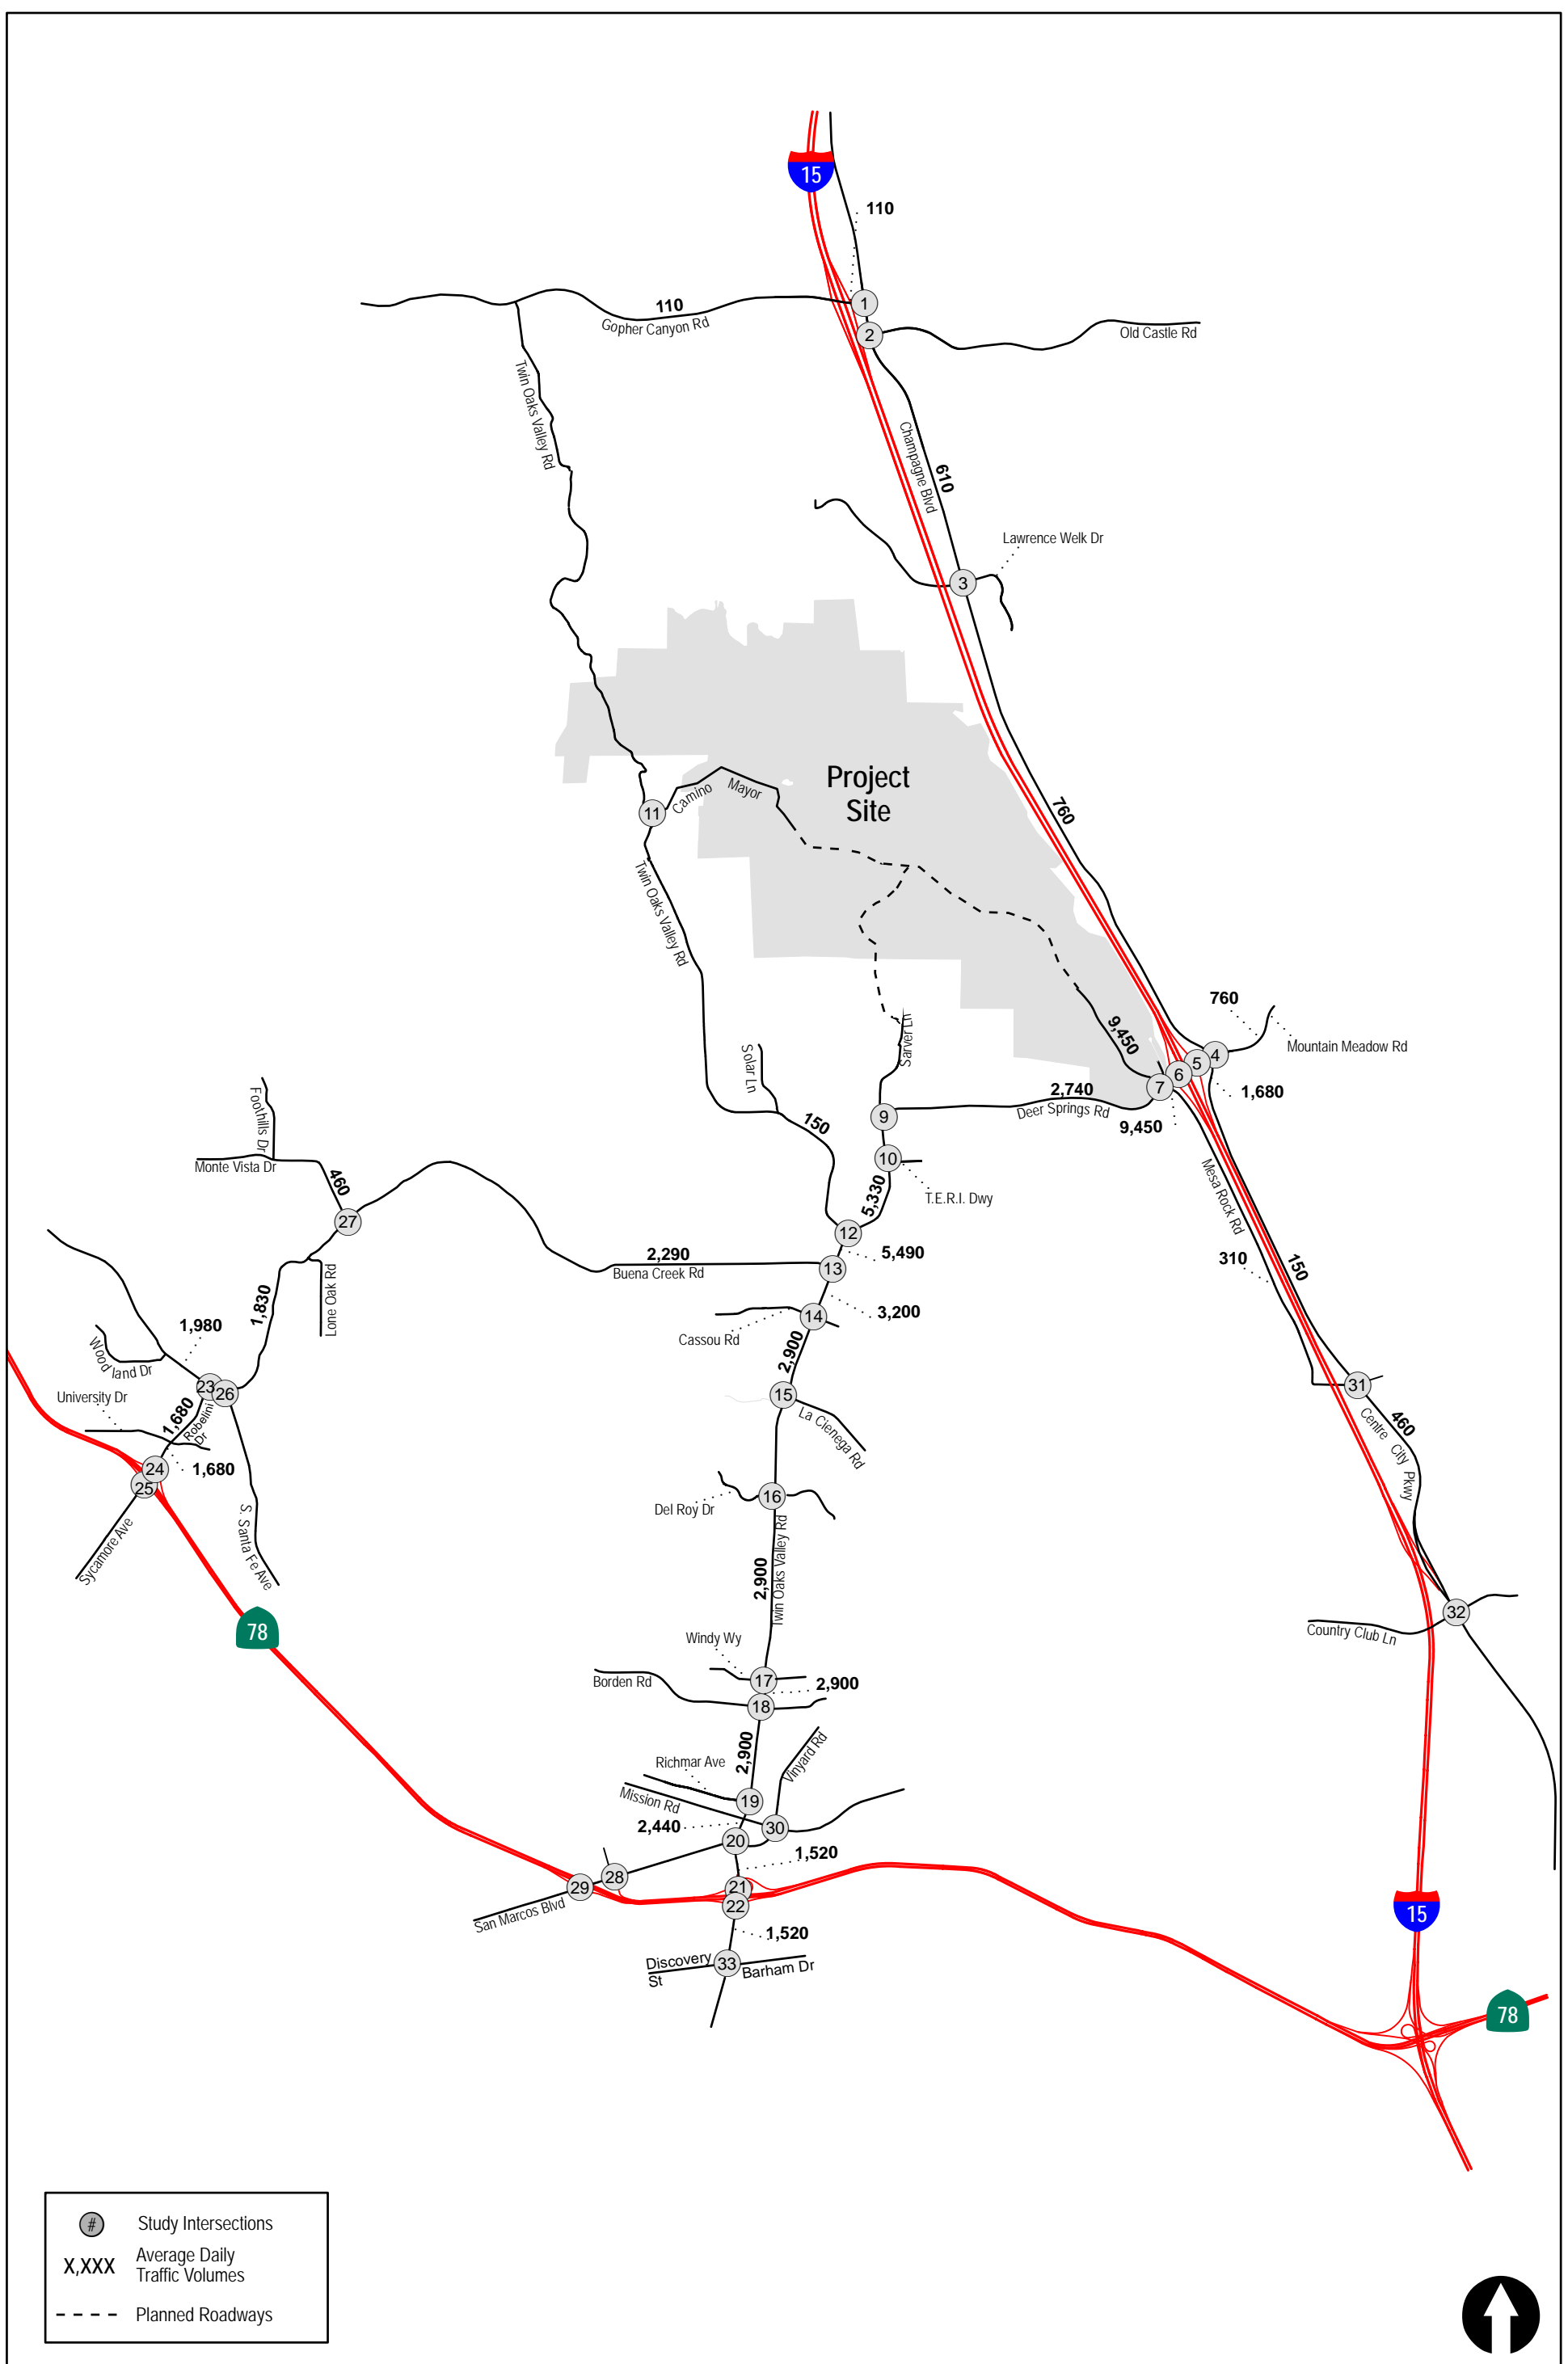 15
110
1
110
Gopher Canyon Rd
2
Old Castle Rd
Twin Oaks Valley Rd
Champagne Blvd
610
Lawrence Welk Dr
3
Project
Site
760
Camino Mayor
11
Twin Oaks Valley Rd
760
Mountain Meadow Rd
9,450
4
5
6
7
1,680
Sarver Ln
Solar Ln
2,740
Deer Springs Rd
9,450
9
150
10
T.E.R.I. Dwy
5,330
Foothills Dr
Monte Vista Dr
460
27
12
5,490
Mesa Rock Rd
2,290
Buena Creek Rd
13
310
150
Lone Oak Rd
1,830
3,200
14
Cassou Rd
1,980
Woodland Dr
2,900
23
26
15
La Cienega Rd
31
University Dr
1,680
Robelini
Dr
460
Centre City Pkwy
24
1,680
25
Sycamore Ave
S. Santa Fe Ave
Del Roy Dr
16
2,900
Twin Oaks Valley Rd
78
32
Country Club Ln
Windy Wy
17
Borden Rd
2,900
18
2,900
Vinyard Rd
Richmar Ave
19
Mission Rd
2,440
30
20
1,520
28
29
21
22
San Marcos Blvd
1,520
15
Discovery
St
33
Barham Dr
78
# Study Intersections
X,XXX Average Daily
Traffic Volumes
Planned Roadways